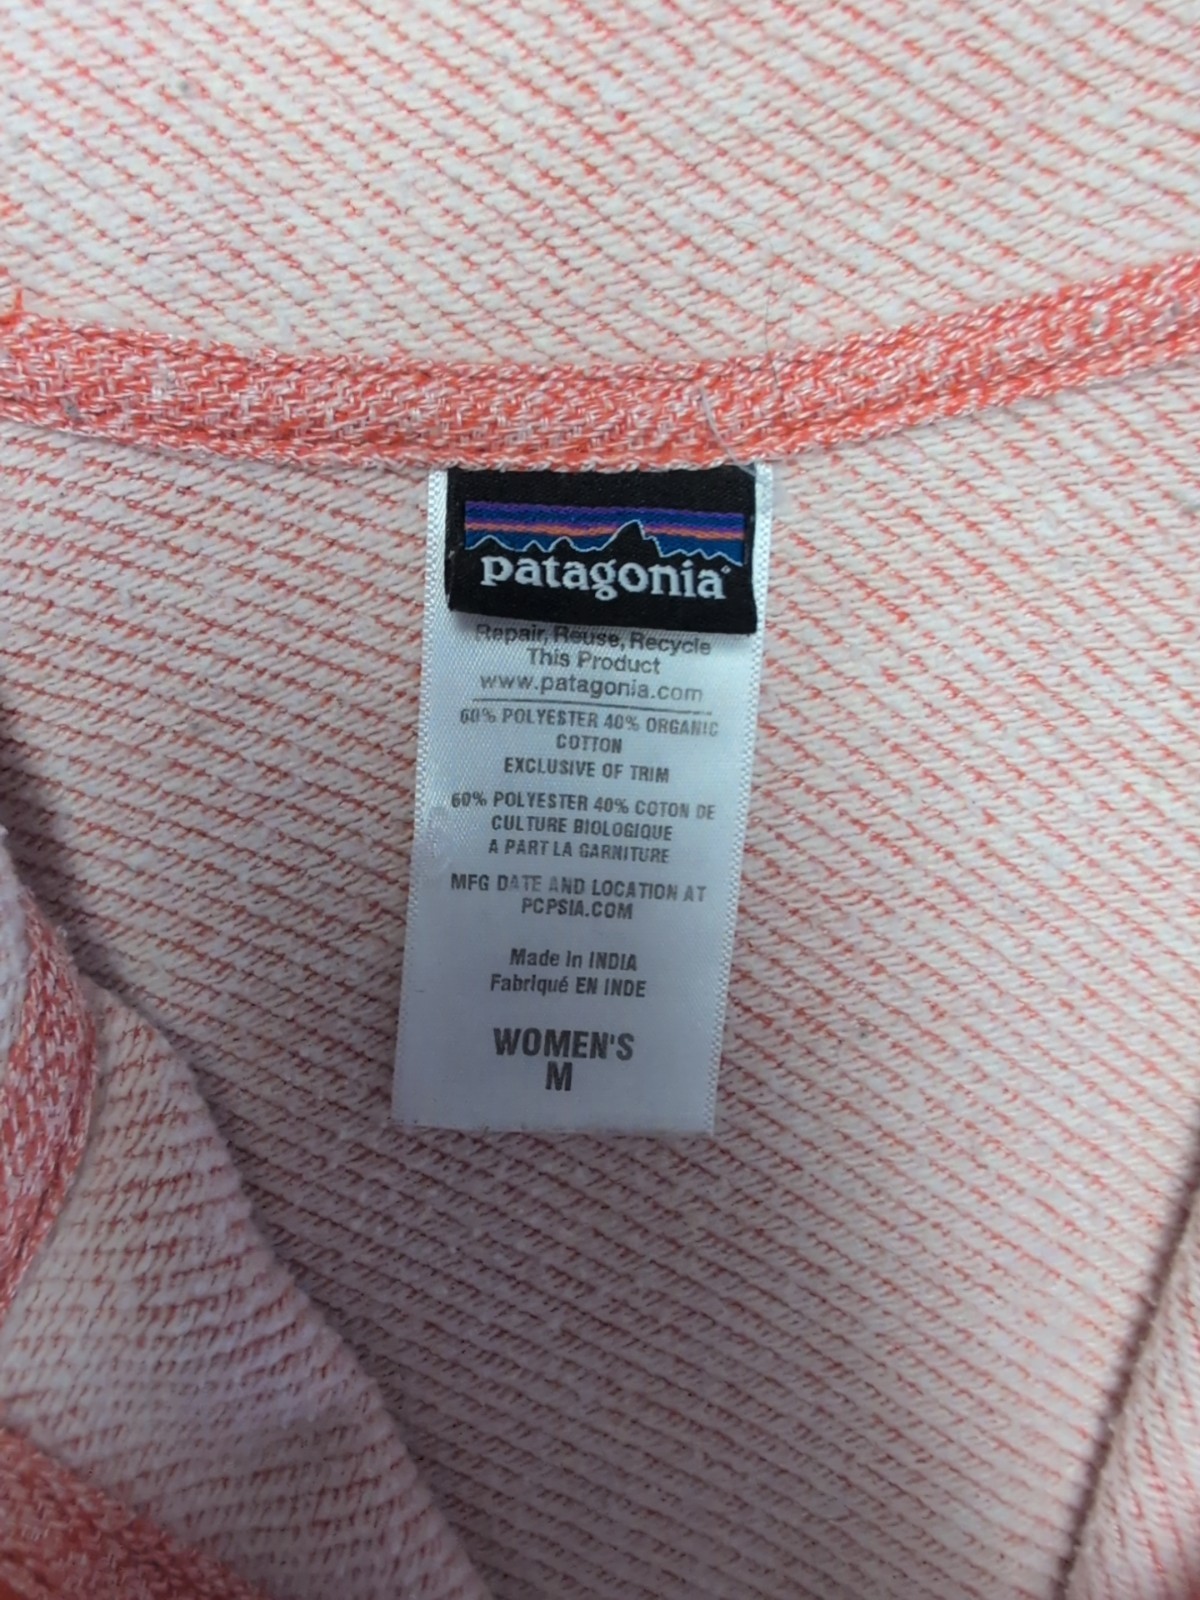 patagonia®
Repair, Reuse, Recycle
This Product
www.patagonia.com
60% POLYESTER 40% ORGANIC
COTTON
EXCLUSIVE OF TRIM
60% POLYESTER 40% COTON DE
CULTURE BIOLOGIQUE
A PART LA GARNITURE
MFG DATE AND LOCATION AT
PCPSIA.COM
Made in INDIA
Fabriqué EN INDE
WOMEN'S
M